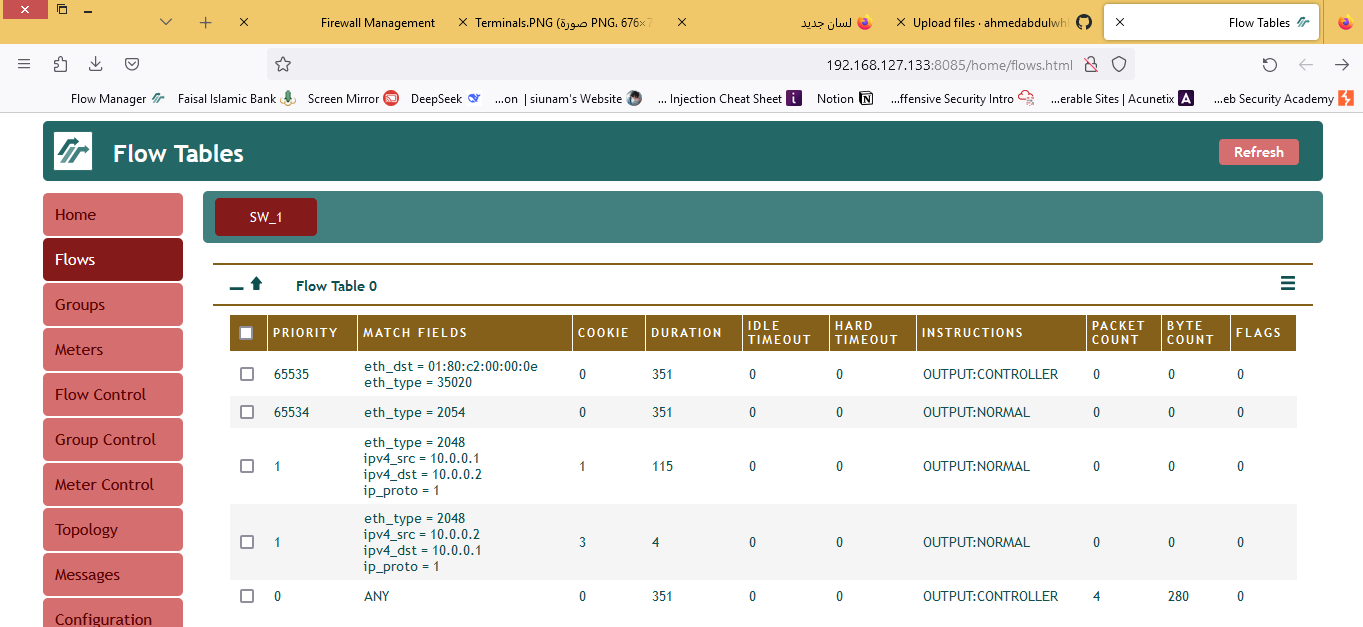 Firewall Management
Terminals.PNG (صورة PNG، 676×7
لسان جديد
Upload files · ahmedabdulwh
Flow Tables
192.168.127.133:8085/home/flows.html
Flow Manager
Faisal Islamic Bank
Screen Mirror
DeepSeek
...on | siunam's Website
... Injection Cheat Sheet
Notion
...ffensive Security Intro
...erable Sites | Acunetix
...eb Security Academy
Flow Tables
Refresh
Home
Flows
Groups
Meters
Flow Control
Group Control
Meter Control
Topology
Messages
Configuration
SW_1
Flow Table 0
PRIORITY MATCH FIELDS COOKIE DURATION IDLE TIMEOUT HARD TIMEOUT INSTRUCTIONS PACKET COUNT BYTE COUNT FLAGS
65535 eth_dst = 01:80:c2:00:00:0e
eth_type = 35020 0 351 0 0 OUTPUT:CONTROLLER 0 0 0
65534 eth_type = 2054 0 351 0 0 OUTPUT:NORMAL 0 0 0
1 eth_type = 2048
ipv4_src = 10.0.0.1
ipv4_dst = 10.0.0.2
ip_proto = 1 1 115 0 0 OUTPUT:NORMAL 0 0 0
1 eth_type = 2048
ipv4_src = 10.0.0.2
ipv4_dst = 10.0.0.1
ip_proto = 1 3 4 0 0 OUTPUT:NORMAL 0 0 0
0 ANY 0 351 0 0 OUTPUT:CONTROLLER 4 280 0